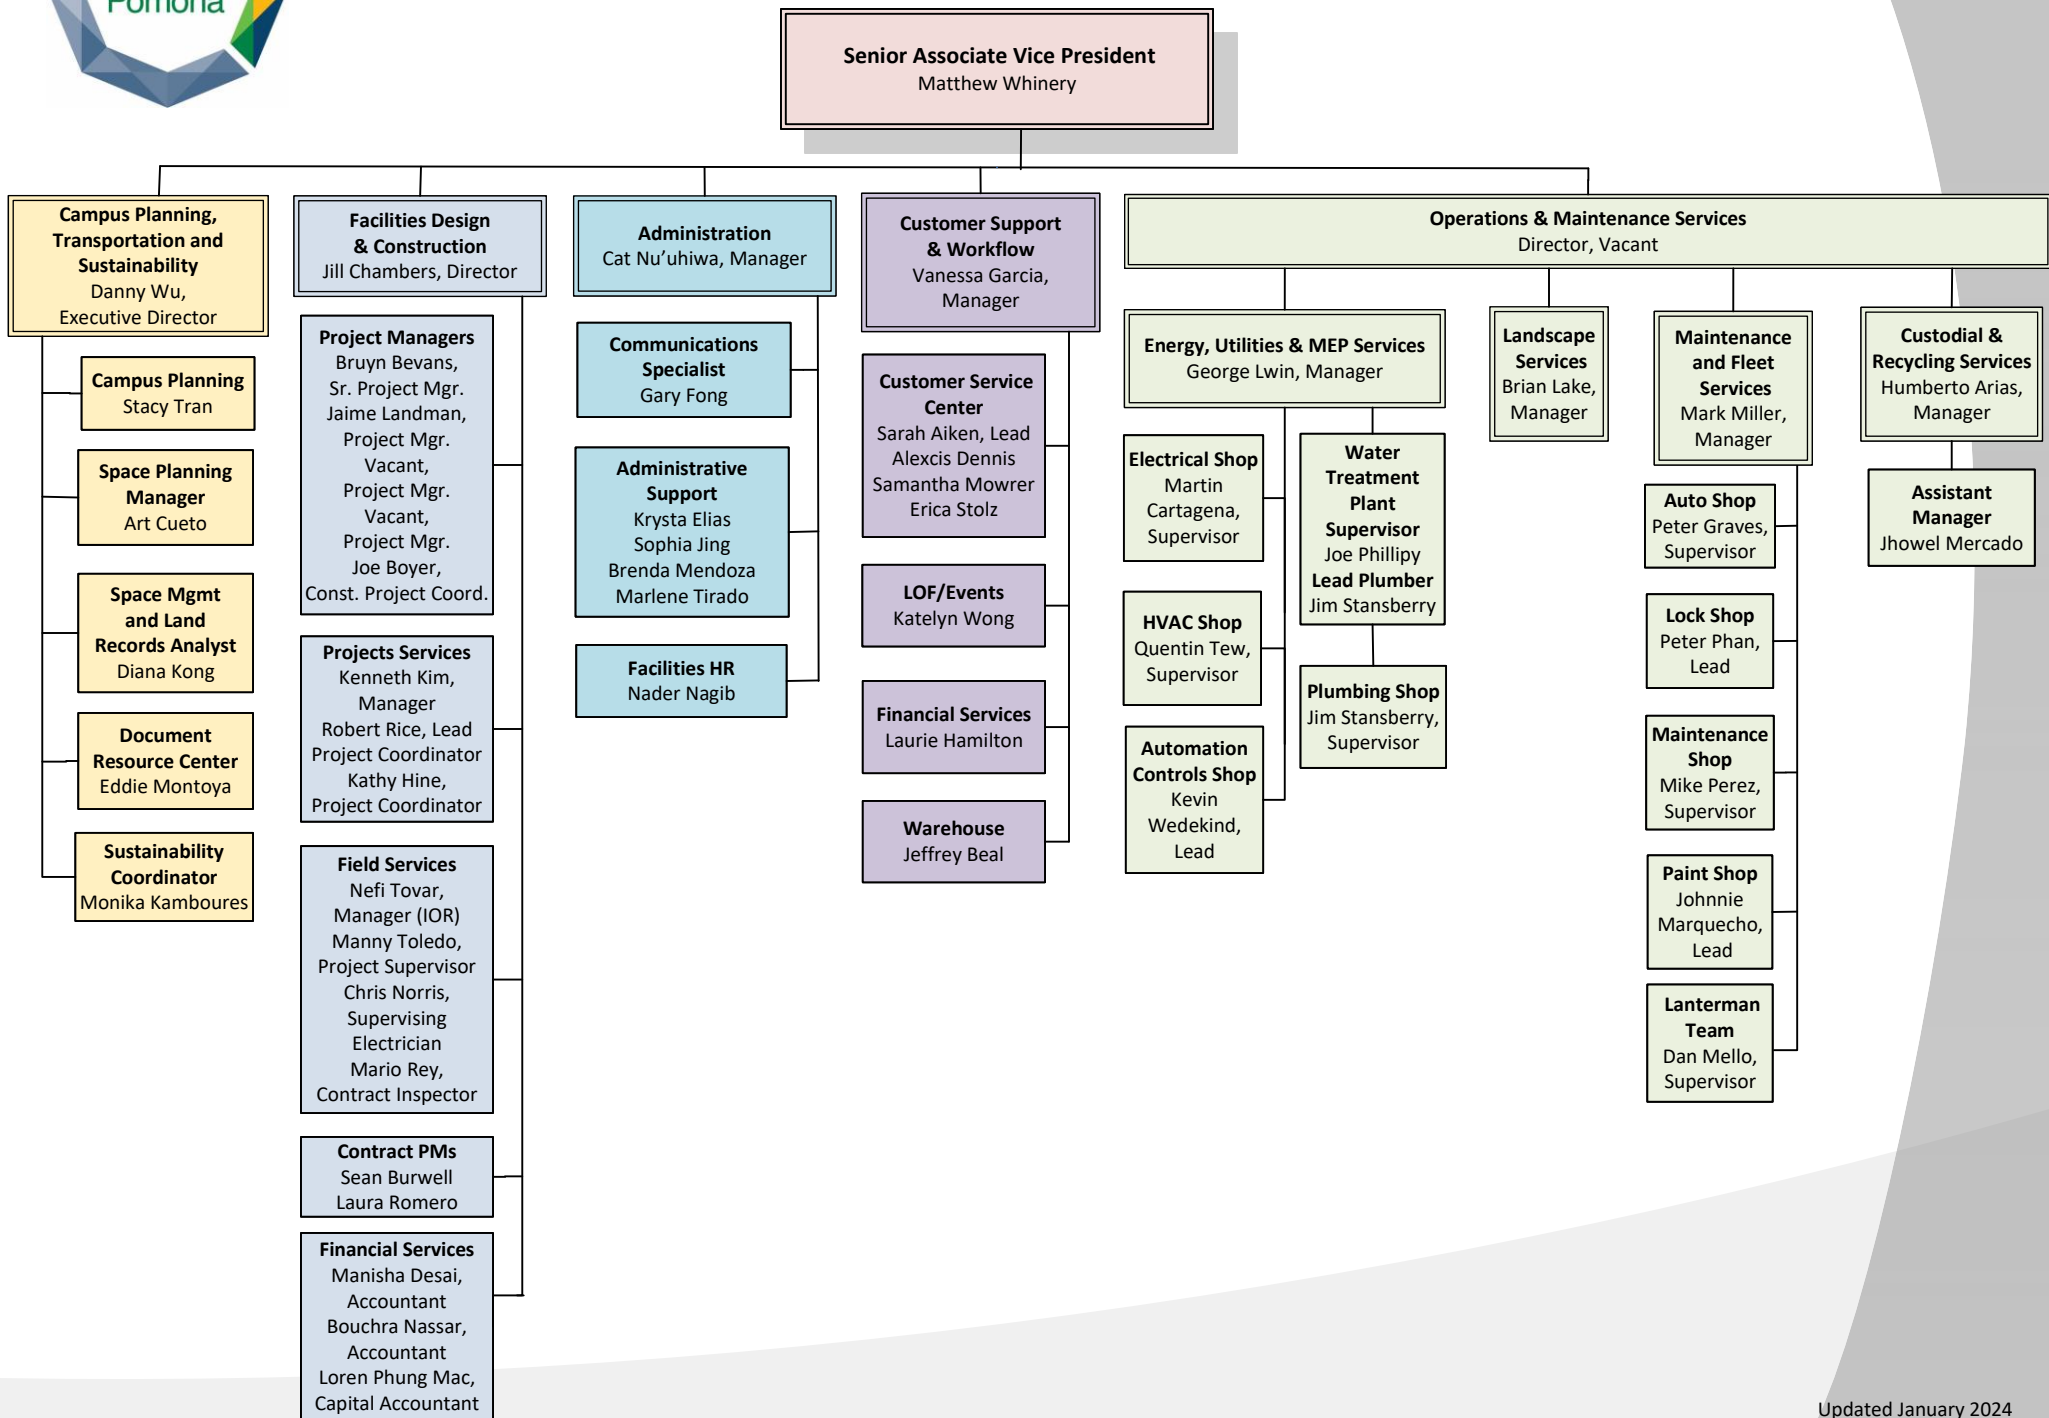 Pomona
Senior Associate Vice President
Matthew Whinery
Campus Planning,
Transportation and
Sustainability
Danny Wu,
Executive Director
Campus Planning
Stacy Tran
Space Planning
Manager
Art Cueto
Space Mgmt
and Land
Records Analyst
Diana Kong
Document
Resource Center
Eddie Montoya
Sustainability
Coordinator
Monika Kamboures
Facilities Design
& Construction
Jill Chambers, Director
Project Managers
Bruyn Bevans,
Sr. Project Mgr.
Jaime Landman,
Project Mgr.
Vacant,
Project Mgr.
Vacant,
Project Mgr.
Joe Boyer,
Const. Project Coord.
Projects Services
Kenneth Kim,
Manager
Robert Rice, Lead
Project Coordinator
Kathy Hine,
Project Coordinator
Field Services
Nefi Tovar,
Manager (IOR)
Manny Toledo,
Project Supervisor
Chris Norris,
Supervising
Electrician
Mario Rey,
Contract Inspector
Contract PMs
Sean Burwell
Laura Romero
Financial Services
Manisha Desai,
Accountant
Bouchra Nassar,
Accountant
Loren Phung Mac,
Capital Accountant
Administration
Cat Nu’uhiwa, Manager
Communications
Specialist
Gary Fong
Administrative
Support
Krysta Elias
Sophia Jing
Brenda Mendoza
Marlene Tirado
Facilities HR
Nader Nagib
Customer Support
& Workflow
Vanessa Garcia,
Manager
Customer Service
Center
Sarah Aiken, Lead
Alexcis Dennis
Samantha Mowrer
Erica Stolz
LOF/Events
Katelyn Wong
Financial Services
Laurie Hamilton
Warehouse
Jeffrey Beal
Operations & Maintenance Services
Director, Vacant
Energy, Utilities & MEP Services
George Lwin, Manager
Electrical Shop
Martin
Cartagena,
Supervisor
HVAC Shop
Quentin Tew,
Supervisor
Automation
Controls Shop
Kevin
Wedekind,
Lead
Water
Treatment
Plant
Supervisor
Joe Phillipy
Lead Plumber
Jim Stansberry
Plumbing Shop
Jim Stansberry,
Supervisor
Landscape
Services
Brian Lake,
Manager
Maintenance
and Fleet
Services
Mark Miller,
Manager
Auto Shop
Peter Graves,
Supervisor
Lock Shop
Peter Phan,
Lead
Maintenance
Shop
Mike Perez,
Supervisor
Paint Shop
Johnnie
Marquecho,
Lead
Lanterman
Team
Dan Mello,
Supervisor
Custodial &
Recycling Services
Humberto Arias,
Manager
Assistant
Manager
Jhowel Mercado
Updated January 2024